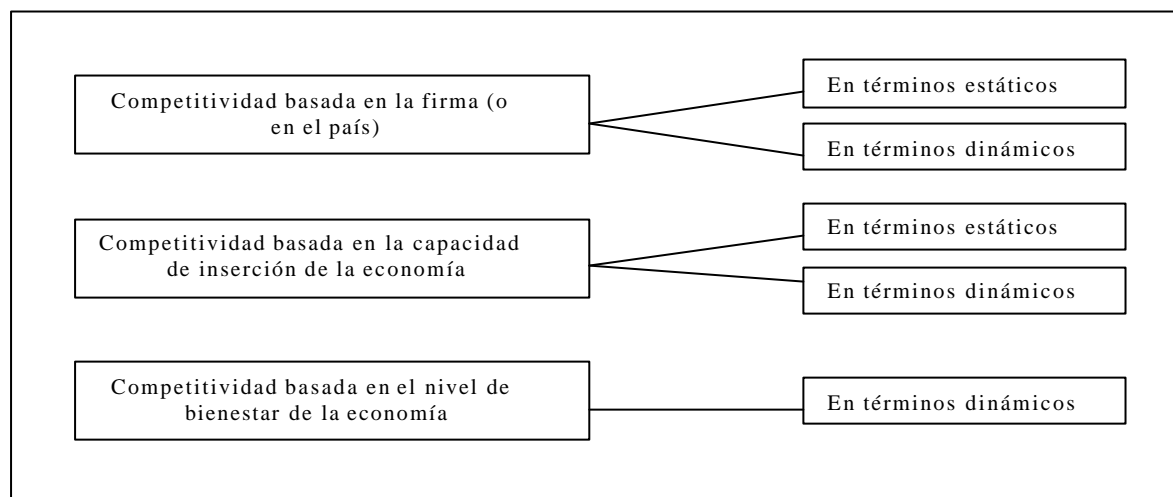 Competitividad basada en la firma (o
en el país)
En términos estáticos
En términos dinámicos
Competitividad basada en la capacidad
de inserción de la economía
En términos estáticos
En términos dinámicos
Competitividad basada en el nivel de
bienestar de la economía
En términos dinámicos